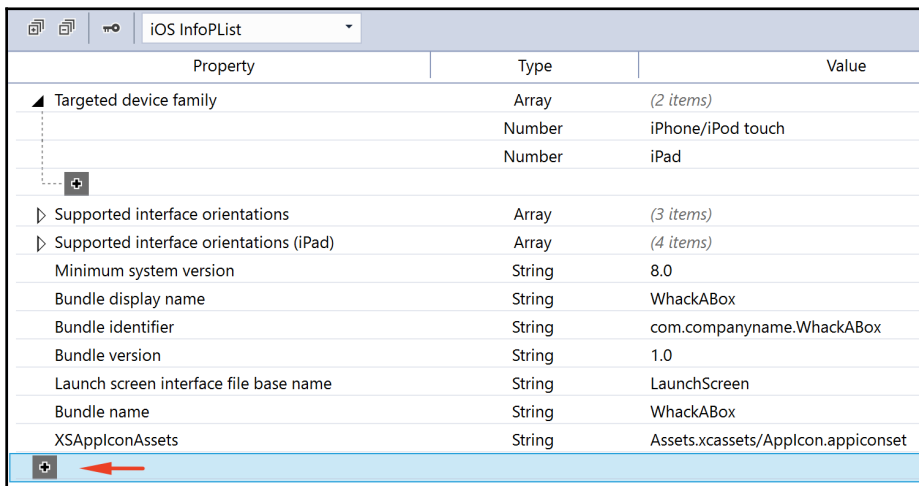 iOS InfoPList
Property Type Value
Targeted device family Array (2 items)
Number iPhone/iPod touch
Number iPad
Supported interface orientations Array (3 items)
Supported interface orientations (iPad) Array (4 items)
Minimum system version String 8.0
Bundle display name String WhackABox
Bundle identifier String com.companyname.WhackABox
Bundle version String 1.0
Launch screen interface file base name String LaunchScreen
Bundle name String WhackABox
XSAppIconAssets String Assets.xcassets/AppIcon.appiconset